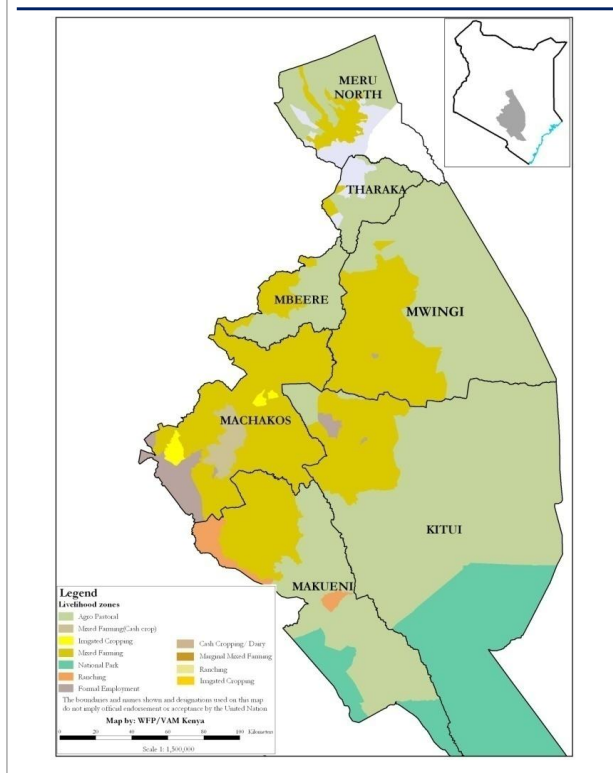 MERU
NORTH
THARAKA
MBEERE
MWINGI
MACHAKOS
KITUI
MAKUENI
Legend
Livelihood zones
Agro Pastoral
Mixed Farming(Cash crop)
Irrigated Cropping
Mixed Farming
National Park
Ranching
Formal Employment
Cash Cropping/ Dairy
Marginal Mixed Farming
Ranching
Irrigated Cropping
The boundaries and names shown and designations used on this map
do not imply official endorsement or acceptance by the United Nation
Map by: WFP/VAM Kenya
0 20 40 60 80 100 Kilometers
Scale 1: 1,500,000